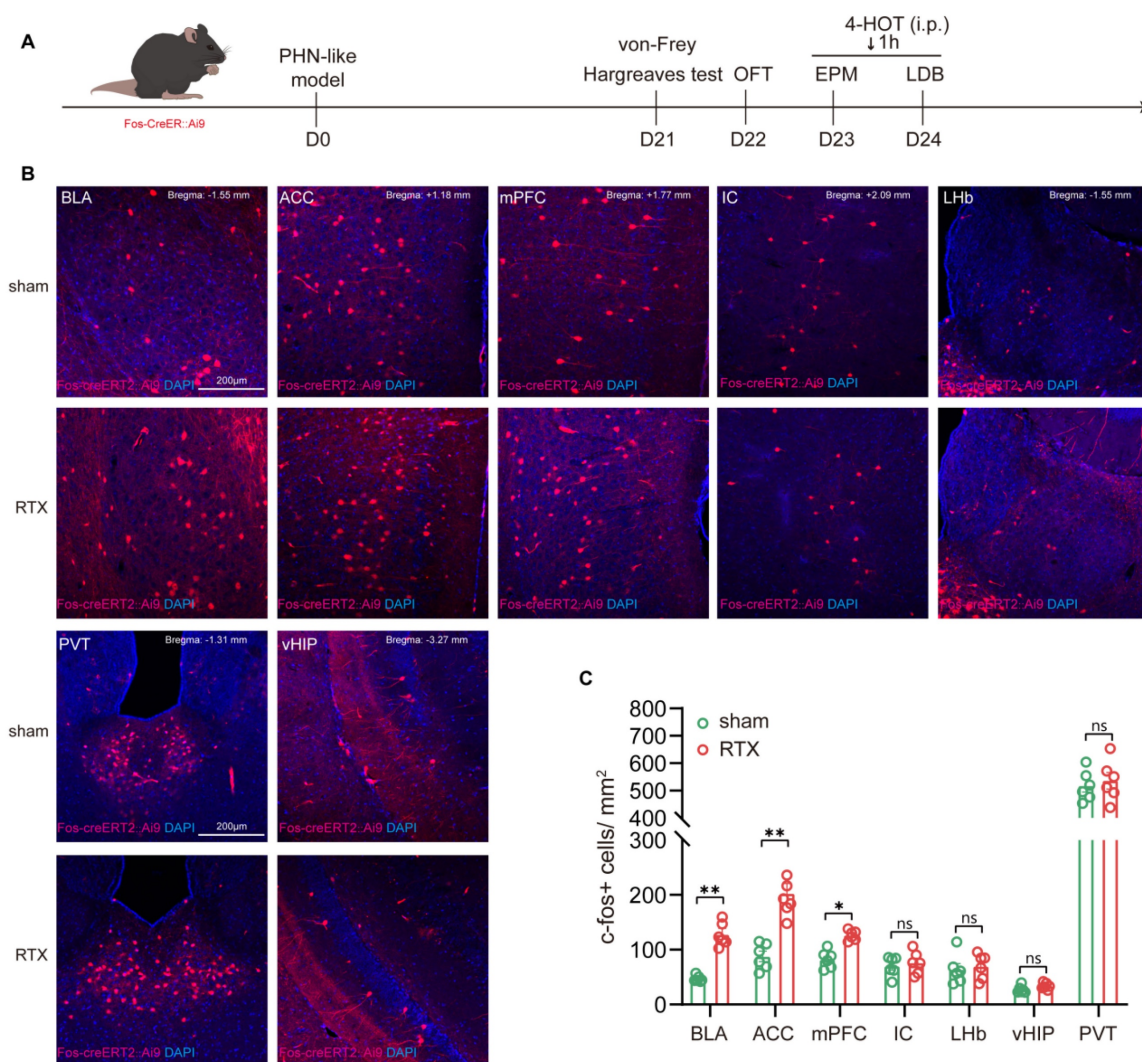 A
Fos-CreER::Ai9
PHN-like
model
von-Frey
Hargreaves test
OFT
4-HOT (i.p.)
↓1h
EPM
LDB
D0
D21
D22
D23
D24
B
BLA
Bregma: -1.55 mm
ACC
Bregma: +1.18 mm
mPFC
Bregma: +1.77 mm
IC
Bregma: +2.09 mm
LHb
Bregma: -1.55 mm
sham
Fos-creERT2::Ai9 DAPI
200μm
Fos-creERT2::Ai9 DAPI
Fos-creERT2::Ai9 DAPI
Fos-creERT2::Ai9 DAPI
Fos-creERT2::Ai9 DAPI
RTX
Fos-creERT2::Ai9 DAPI
Fos-creERT2::Ai9 DAPI
Fos-creERT2::Ai9 DAPI
Fos-creERT2::Ai9 DAPI
Fos-creERT2::Ai9 DAPI
PVT
Bregma: -1.31 mm
vHIP
Bregma: -3.27 mm
sham
Fos-creERT2::Ai9 DAPI
200μm
Fos-creERT2::Ai9 DAPI
RTX
Fos-creERT2::Ai9 DAPI
Fos-creERT2::Ai9 DAPI
C
sham
RTX
c-fos+ cells/ mm²
800
700
600
500
400
300
200
100
0
**
**
*
ns
ns
ns
ns
BLA
ACC
mPFC
IC
LHb
vHIP
PVT